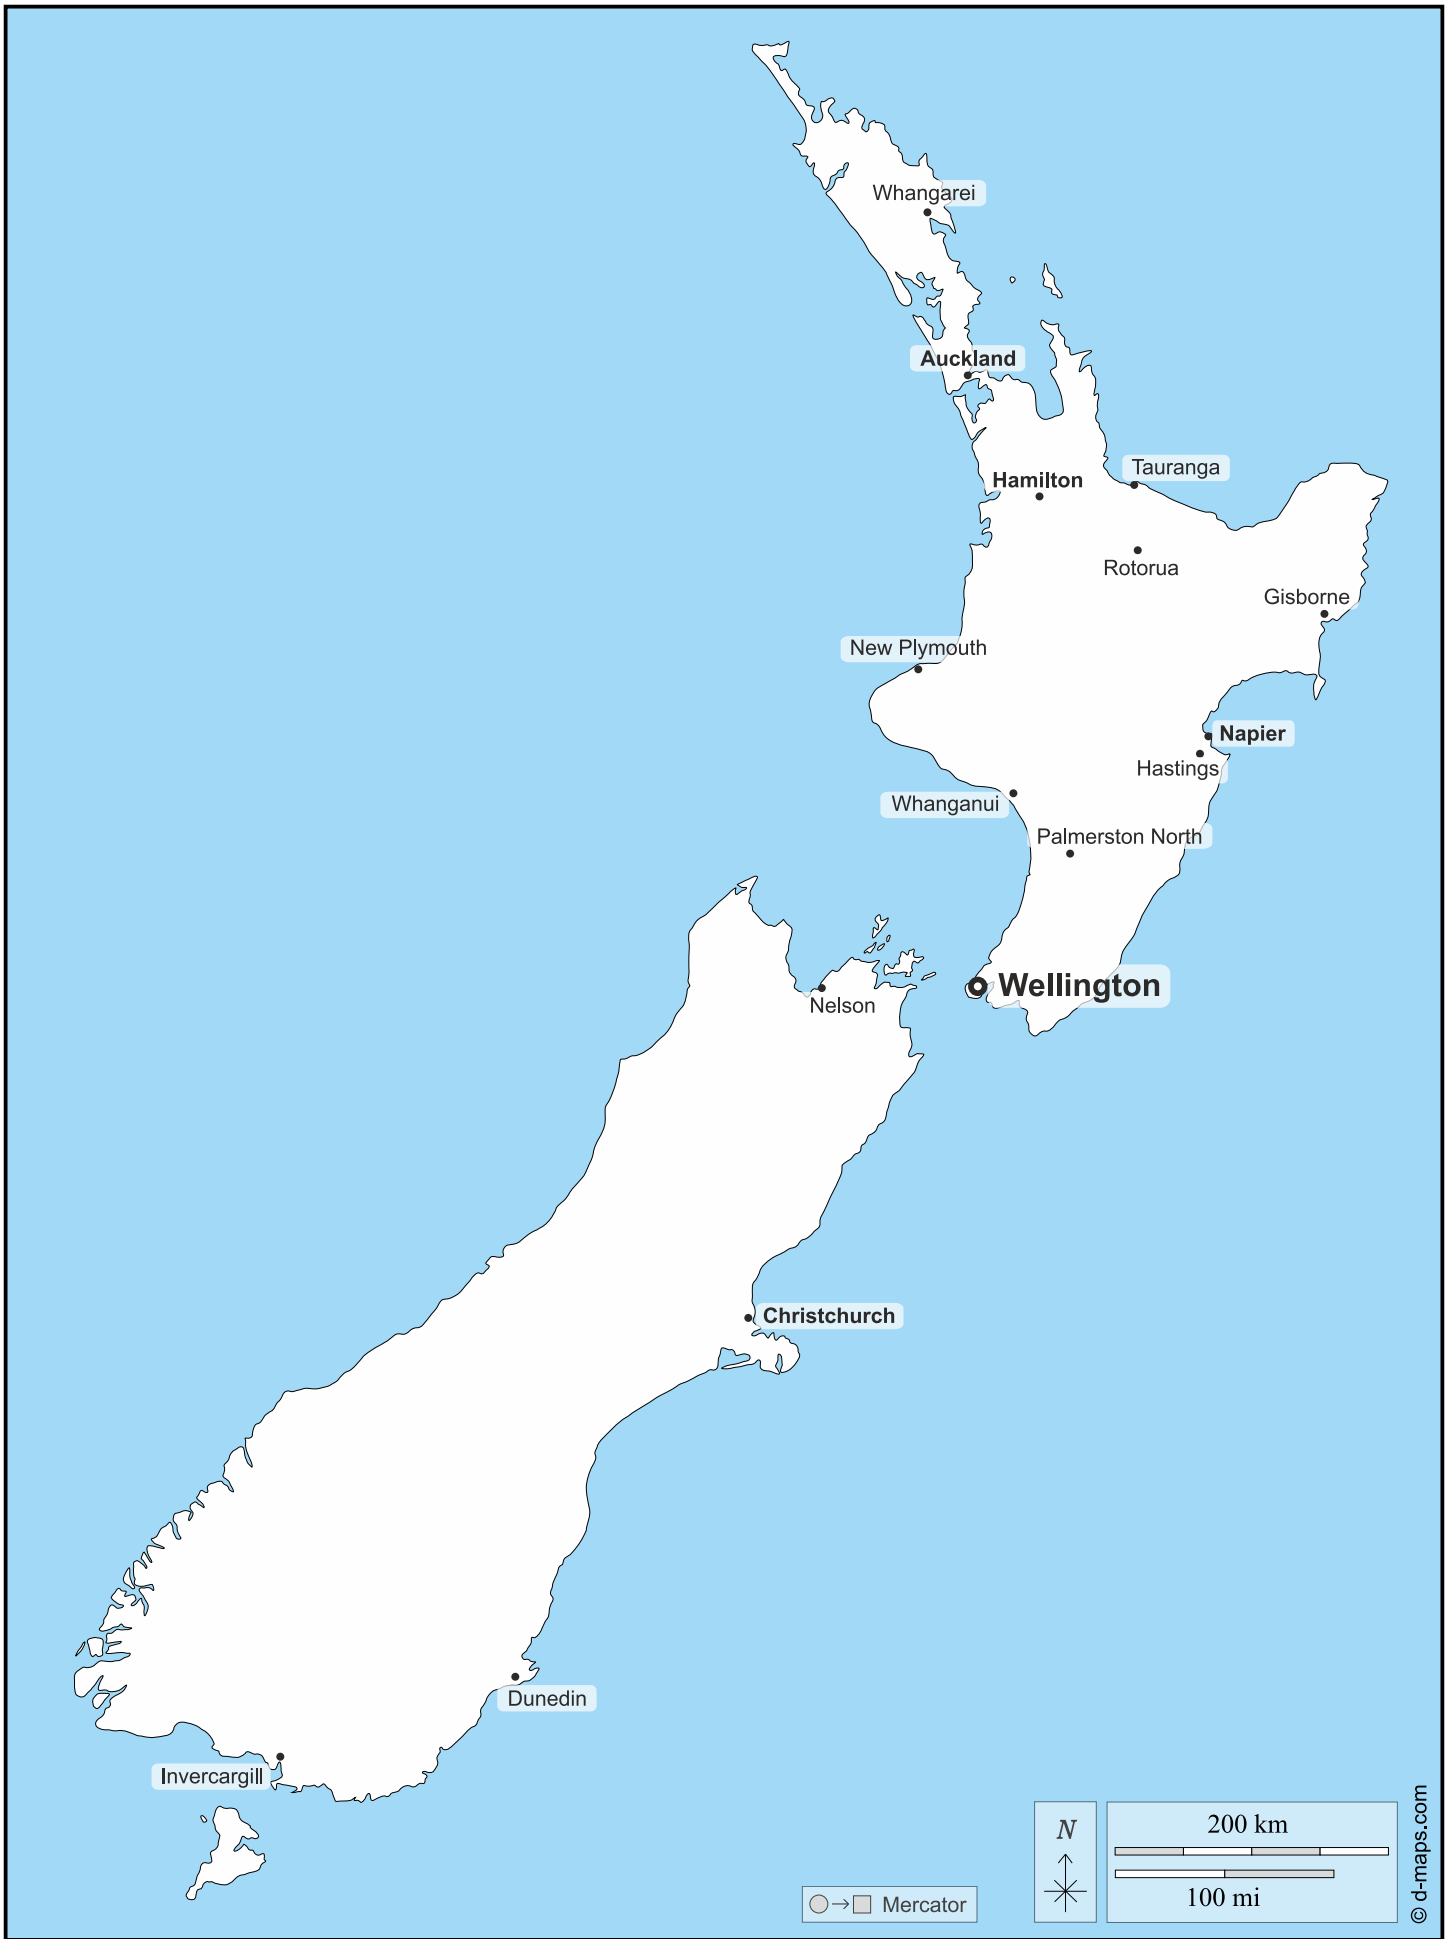 Whangarei
Auckland
Tauranga
Hamilton
Rotorua
Gisborne
New Plymouth
Napier
Hastings
Whanganui
Palmerston North
Wellington
Nelson
Christchurch
Dunedin
Invercargill
N
200 km
100 mi
Mercator
© d-maps.com